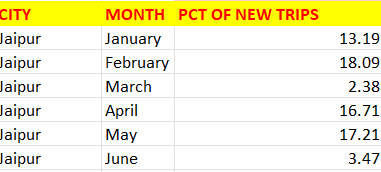 CITY MONTH PCT OF NEW TRIPS
Jaipur January 13.19
Jaipur February 18.09
Jaipur March 2.38
Jaipur April 16.71
Jaipur May 17.21
Jaipur June 3.47